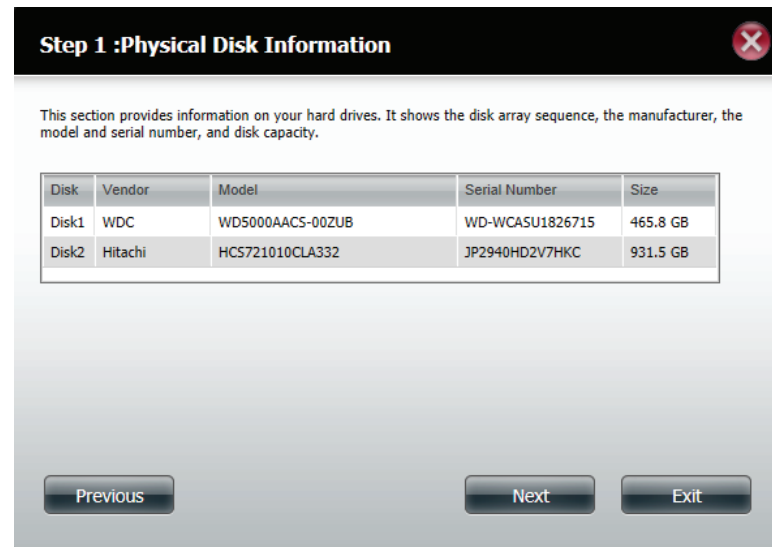 Step 1 :Physical Disk Information
This section provides information on your hard drives. It shows the disk array sequence, the manufacturer, the
model and serial number, and disk capacity.
Disk Vendor Model Serial Number Size
Disk1 WDC WD5000AACS-00ZUB WD-WCASU1826715 465.8 GB
Disk2 Hitachi HCS721010CLA332 JP2940HD2V7HKC 931.5 GB
Previous Next Exit